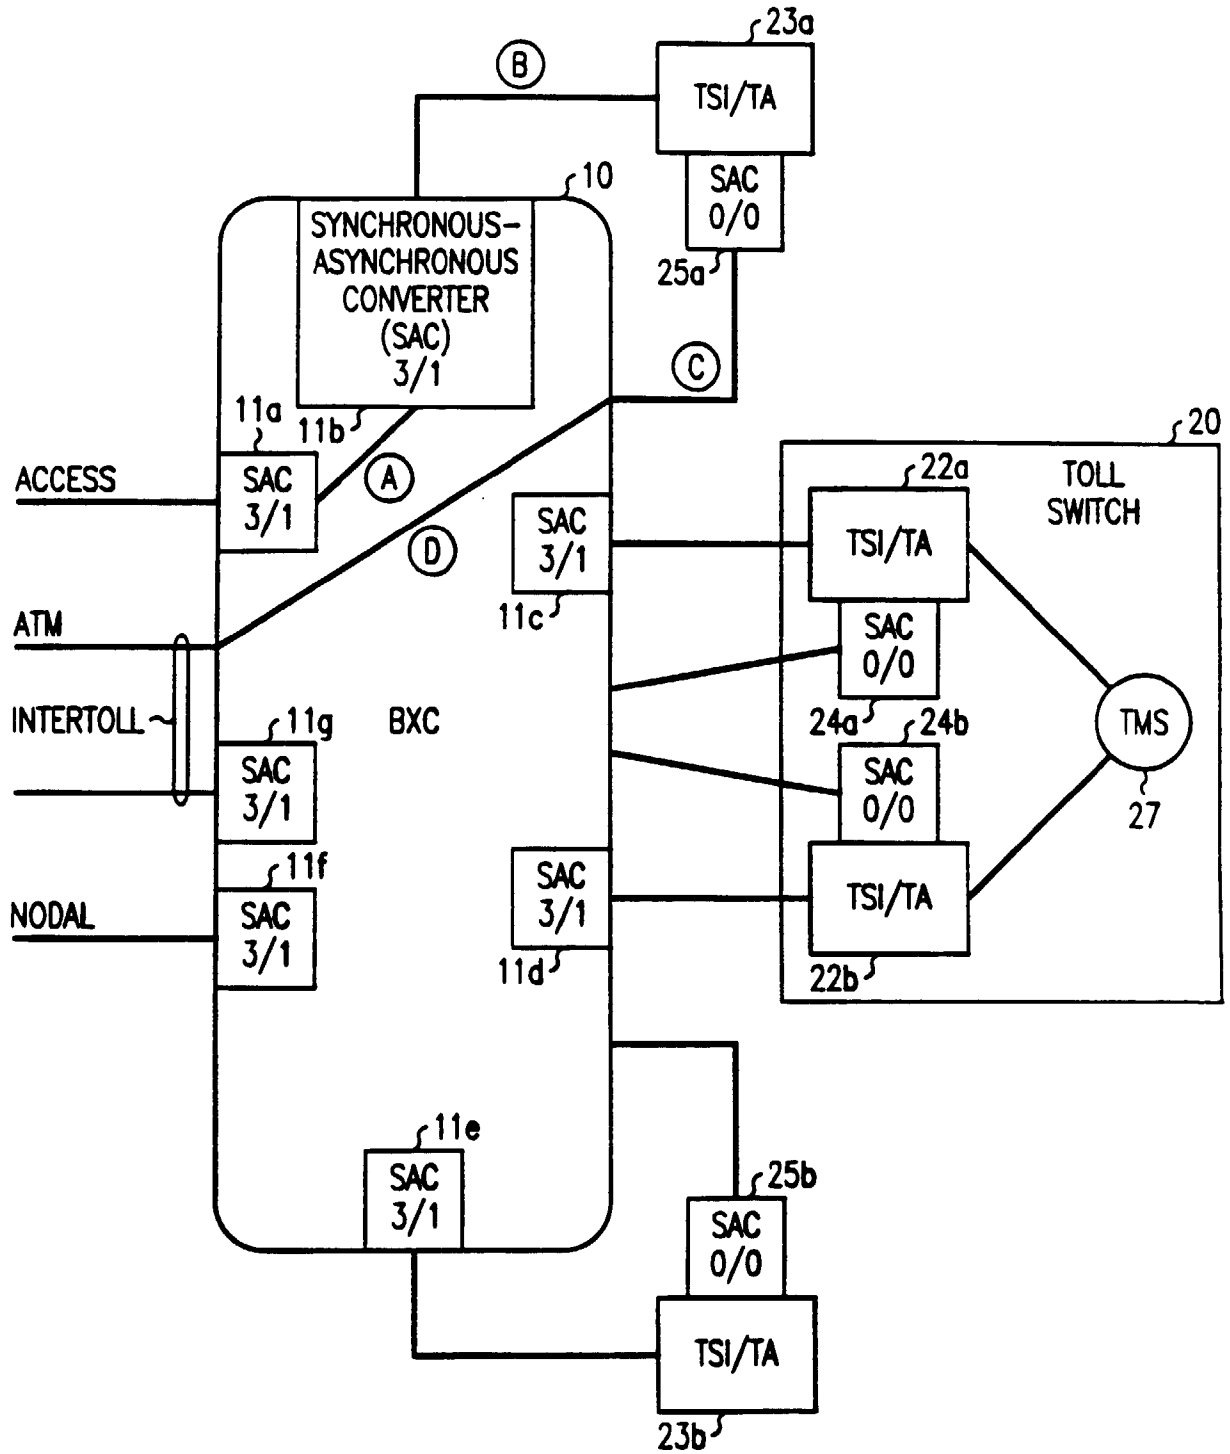 23a
B
TSI/TA
10
SAC
0/0
SYNCHRONOUS-
ASYNCHRONOUS
CONVERTER
(SAC)
3/1
25a
C
11a
11b
20
ACCESS
SAC
3/1
A
22a
TOLL
SWITCH
D
SAC
3/1
TSI/TA
11c
ATM
SAC
0/0
INTERTOLL
11g
BXC
24a
24b
TMS
SAC
3/1
SAC
0/0
27
11f
SAC
3/1
TSI/TA
NODAL
SAC
3/1
11d
22b
11e
SAC
3/1
25b
SAC
0/0
TSI/TA
23b